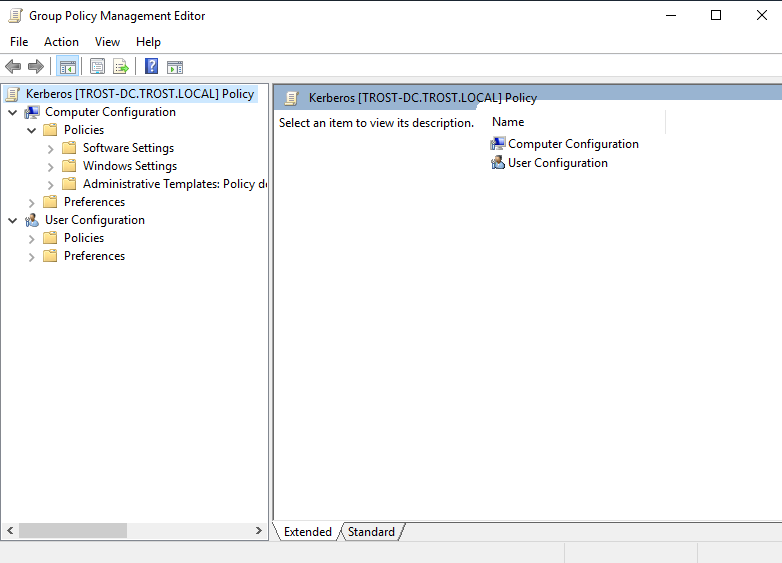 Group Policy Management Editor
File Action View Help
Kerberos [TROST-DC.TROST.LOCAL] Policy
Computer Configuration
Policies
Software Settings
Windows Settings
Administrative Templates: Policy de
Preferences
User Configuration
Policies
Preferences
Kerberos [TROST-DC.TROST.LOCAL] Policy
Select an item to view its description.
Name
Computer Configuration
User Configuration
Extended Standard